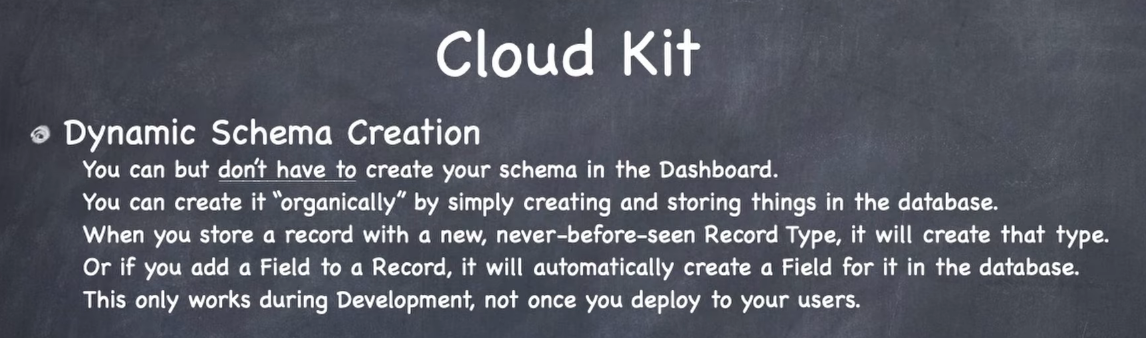 Cloud Kit
Dynamic Schema Creation
You can but don't have to create your schema in the Dashboard.
You can create it “organically” by simply creating and storing things in the database.
When you store a record with a new, never-before-seen Record Type, it will create that type.
Or if you add a Field to a Record, it will automatically create a Field for it in the database.
This only works during Development, not once you deploy to your users.